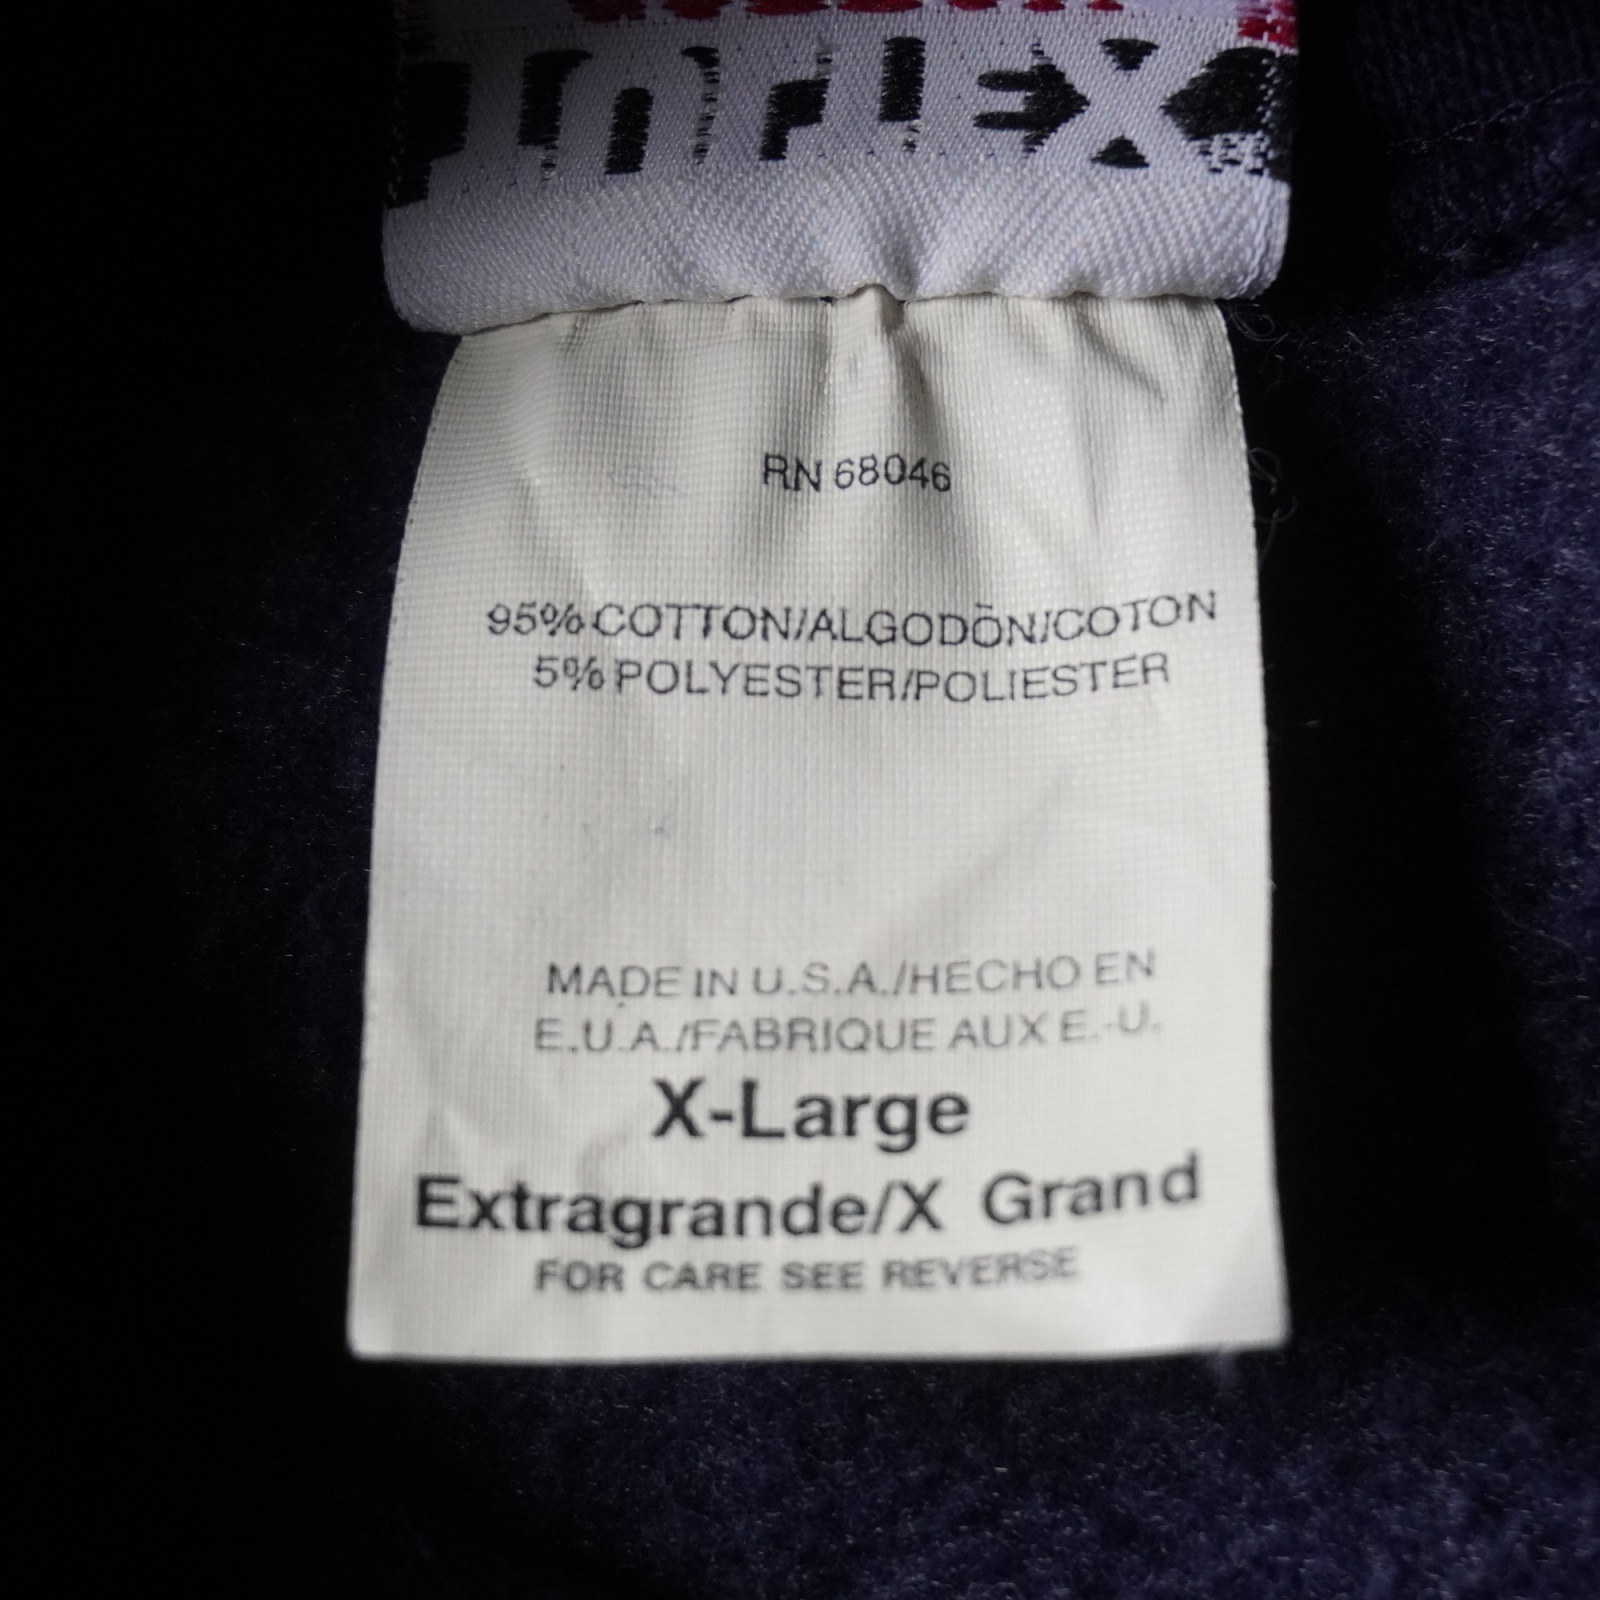 RN 68046
95% COTTON/ALGODÖN/COTON
5% POLYESTER/POLIESTER
MADE IN U.S.A./HECHO EN
E.U.A./FABRIQUE AUX E.-U.
X-Large
Extragrande/X Grand
FOR CARE SEE REVERSE